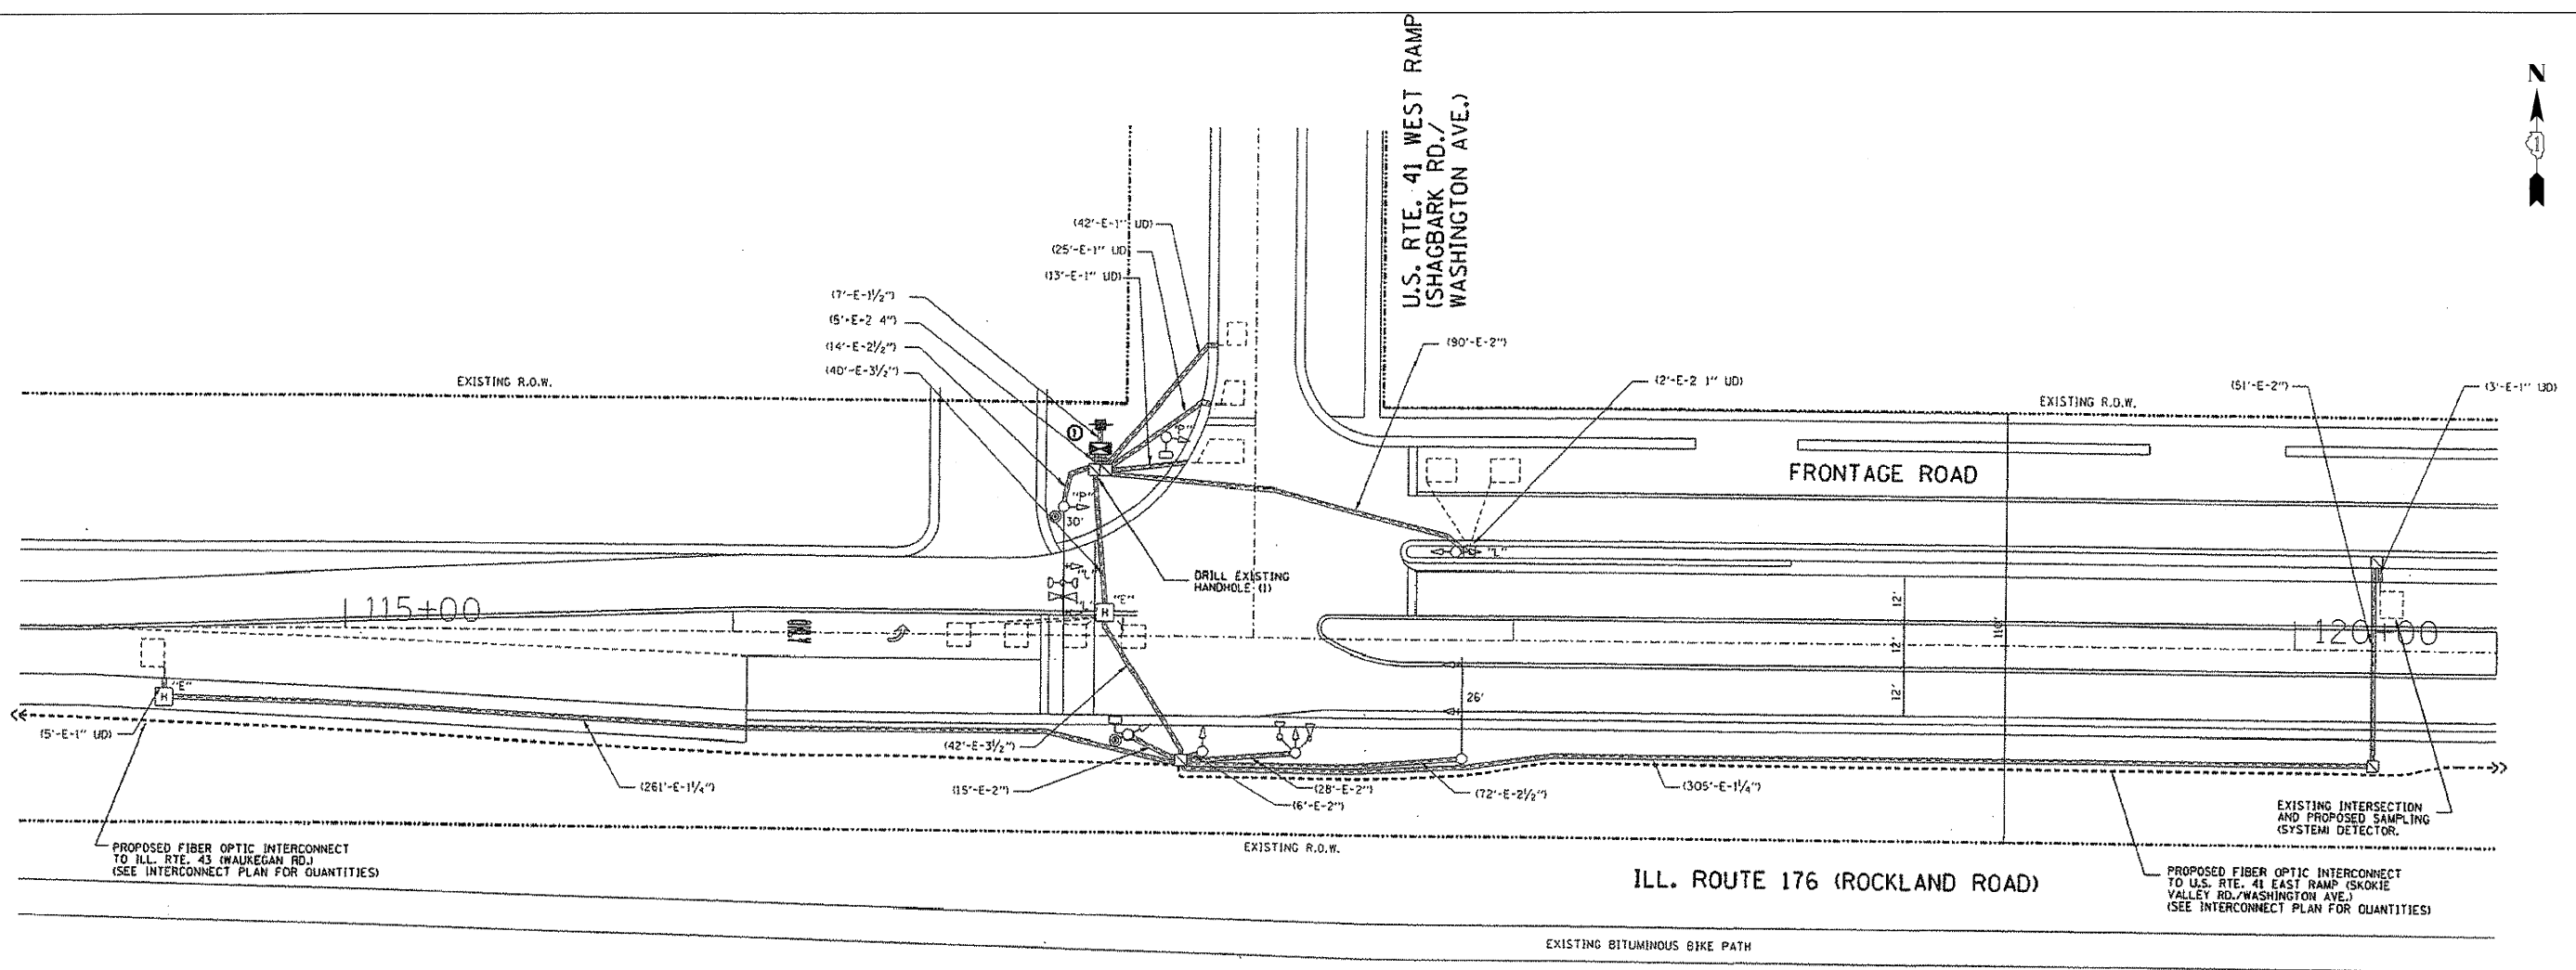 N
1
U.S. RTE. 41 WEST RAMP
(SHAGBARK RD./
WASHINGTON AVE.)
(42'-E-1" UD)
(25'-E-1" UD)
(13'-E-1" UD)
(7'-E-1½")
(6'-E-2 4")
(14'-E-2½")
(40'-E-3½")
(90'-E-2")
(2'-E-2 1" UD)
(51'-E-2")
(3'-E-1" UD)
EXISTING R.O.W.
EXISTING R.O.W.
1
"P"
"P"
30'
FRONTAGE ROAD
"L"
"L"
"L"
DRILL EXISTING
HANDHOLE (1)
115+00
"E"
H
12'
12'
12'
110'
120+00
"E"
H
26'
(5'-E-1" UD)
(42'-E-3½")
(261'-E-1¼")
(15'-E-2")
(28'-E-2")
(6'-E-2")
(72'-E-2½")
(305'-E-1¼")
EXISTING INTERSECTION
AND PROPOSED SAMPLING
(SYSTEM) DETECTOR.
PROPOSED FIBER OPTIC INTERCONNECT
TO ILL. RTE. 43 (WAUKEGAN RD.)
(SEE INTERCONNECT PLAN FOR QUANTITIES)
EXISTING R.O.W.
ILL. ROUTE 176 (ROCKLAND ROAD)
PROPOSED FIBER OPTIC INTERCONNECT
TO U.S. RTE. 41 EAST RAMP (SKOKIE
VALLEY RD./WASHINGTON AVE.)
(SEE INTERCONNECT PLAN FOR QUANTITIES)
EXISTING BITUMINOUS BIKE PATH